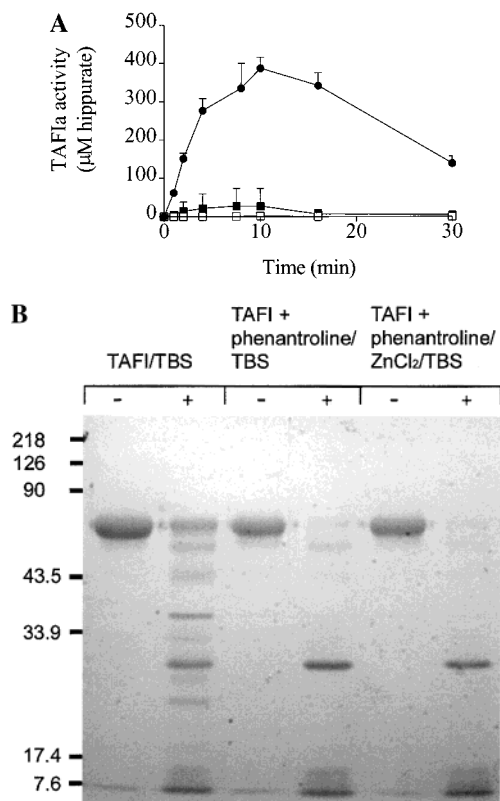 A
TAFIa activity
(µM hippurate)
500
400
300
200
100
0
0 10 20 30
Time (min)
B
TAFI/TBS
TAFI +
phenantroline/
TBS
TAFI +
phenantroline/
ZnCl₂/TBS
- + - + - +
218
126
90
43.5
33.9
17.4
7.6